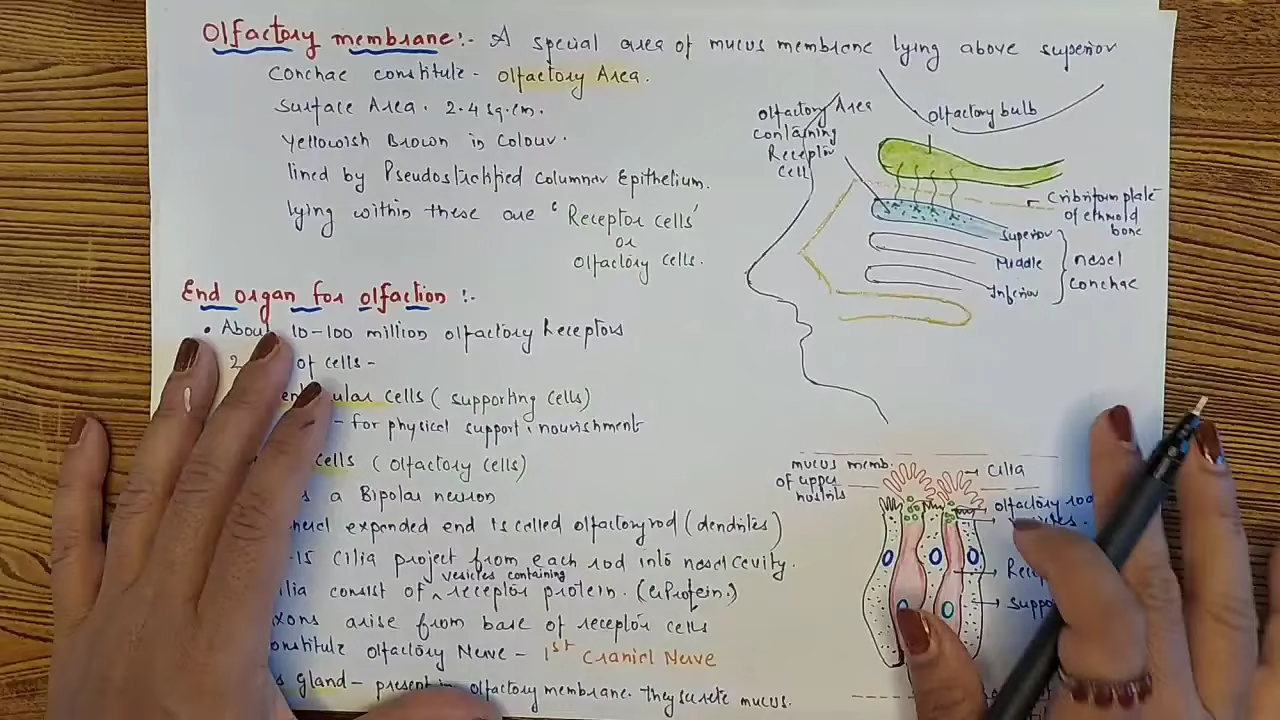 Olfactory membrane:- A special area of mucus membrane lying above superior
Conchae constitute - olfactory Area.
Surface Area. 2.4 sq.cm.
Yellowish Brown in Colour.
lined by Pseudostratified columnar Epithelium.
lying within these are 'Receptor cells'
or
olfactory cells.
End organ for olfaction :-
• About 10-100 million olfactory Receptors
2 of cells -
cells (supporting cells)
- for physical support, nourishment
cells (olfactory cells)
a Bipolar neuron
expanded end is called olfactory rod (dendrites)
-15 Cilia project from each rod into nasal cavity.
vesicles containing
consist of ^ receptor protein. (G Protein.)
arise from base of receptor cells
olfactory Nerve - 1st Cranial Nerve
gland - present in olfactory membrane. They secrete mucus.
olfactory Area
containing
Receptor
cell
olfactory bulb
Cribriform plate
of ethmoid
bone
Superior
Middle
Inferior
nasal
conchae
mucus memb.
of upper
nostrils
Cilia
olfactory rod